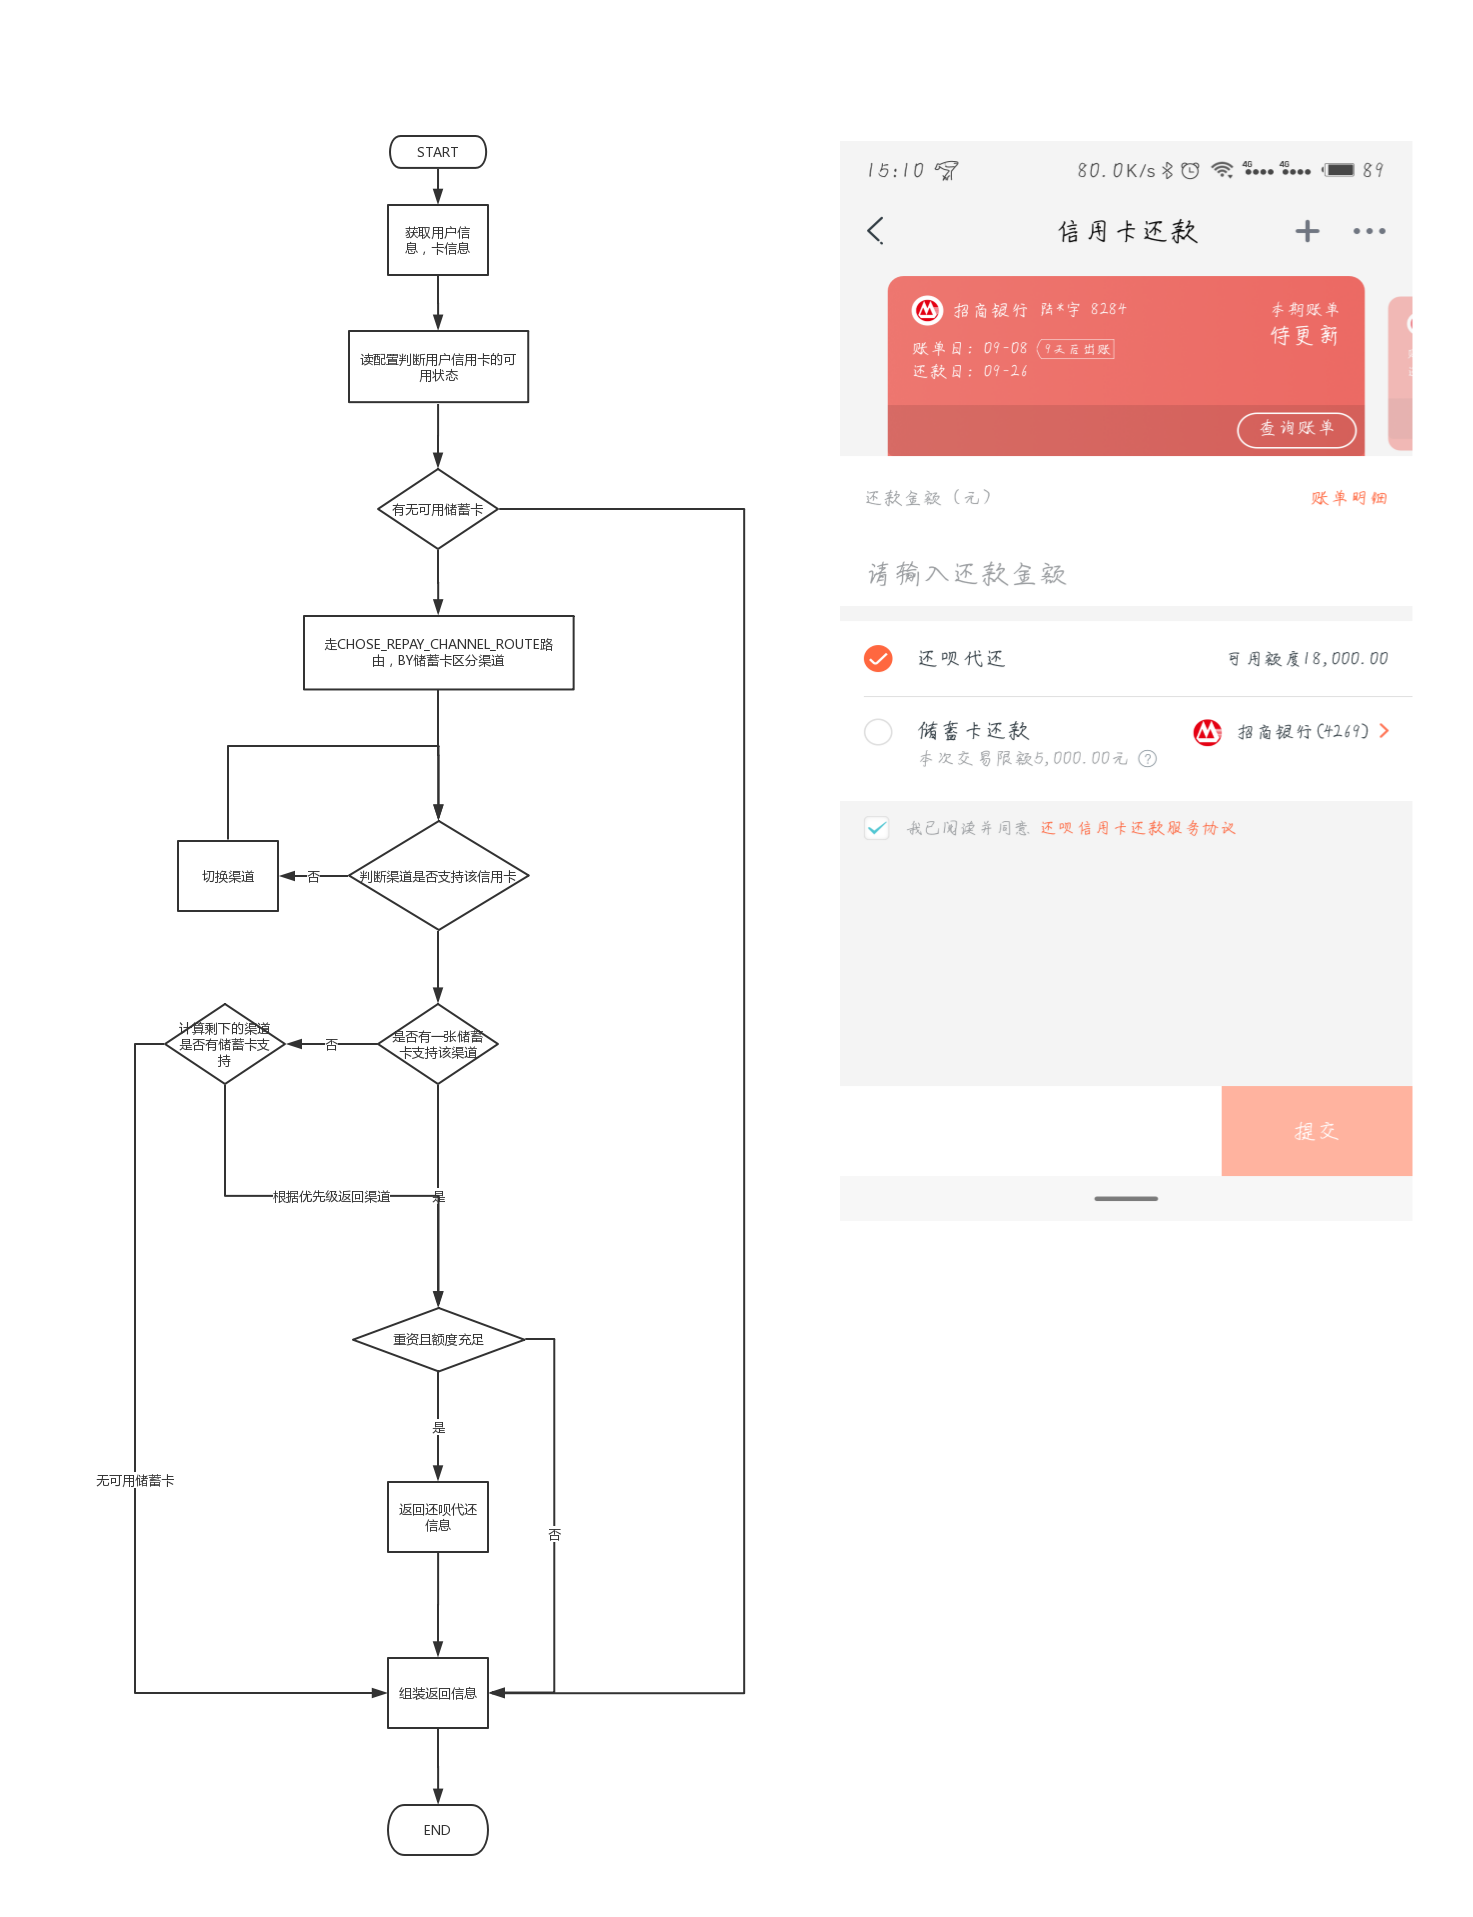 START
获取用户信
息，卡信息
读配置判断用户信用卡的可
用状态
有无可用储蓄卡
走CHOSE_REPAY_CHANNEL_ROUTE路
由，BY储蓄卡区分渠道
切换渠道
否
判断渠道是否支持该信用卡
计算剩下的渠道
是否有储蓄卡支
持
否
是否有一张储蓄
卡支持该渠道
根据优先级返回渠道
是
重资且额度充足
是
无可用储蓄卡
返回还呗代还
信息
否
组装返回信息
END
15:10
80.0K/s
4G
4G
89
信用卡还款
招商银行 陆*宇 8284
本期账单
待更新
账单日：09-08
9天后出账
还款日：09-26
查询账单
还款金额（元）
账单明细
请输入还款金额
还呗代还
可用额度18,000.00
储蓄卡还款
招商银行(4269)
本次交易限额5,000.00元
?
我已阅读并同意 还呗信用卡还款服务协议
提交